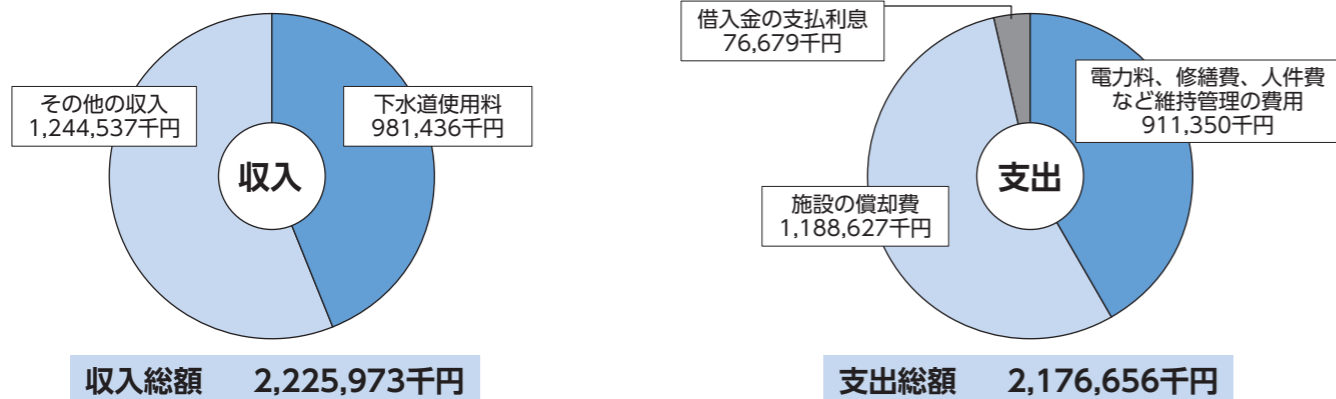 その他の収入
1,244,537千円
下水道使用料
981,436千円
収入
収入総額 2,225,973千円
借入金の支払利息
76,679千円
電力料、修繕費、人件費
など維持管理の費用
911,350千円
支出
施設の償却費
1,188,627千円
支出総額 2,176,656千円